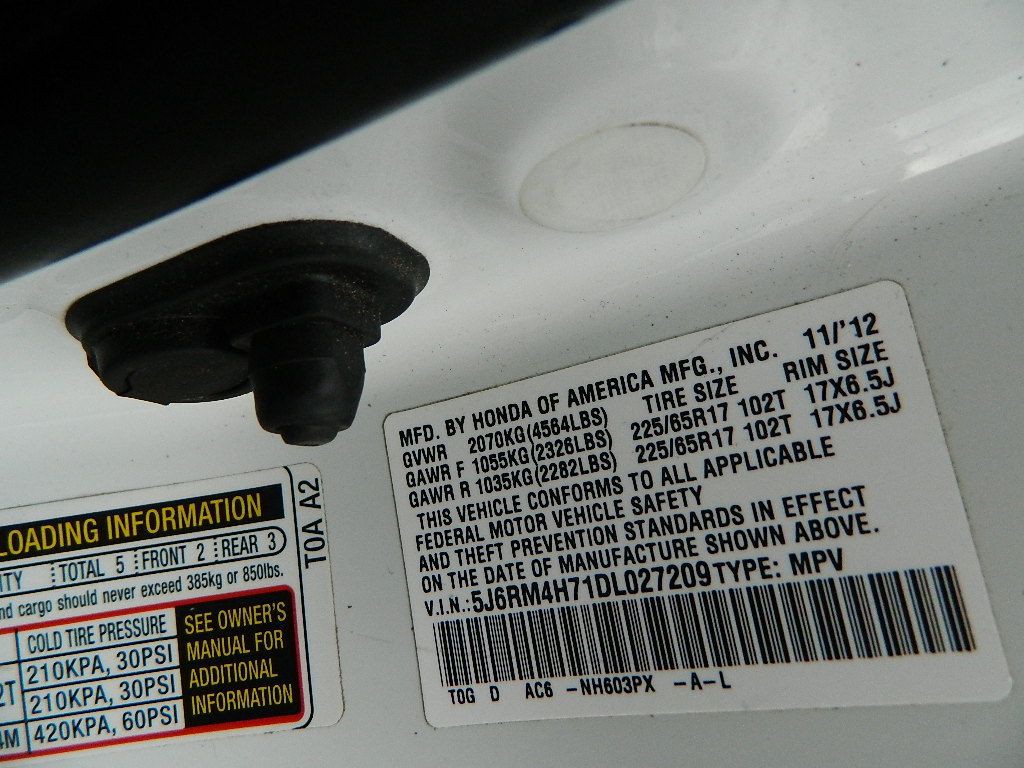 MFD. BY HONDA OF AMERICA MFG., INC. 11/'12
GVWR 2070KG(4564LBS) TIRE SIZE RIM SIZE
GAWR F 1055KG(2326LBS) 225/65R17 102T 17X6.5J
GAWR R 1035KG(2282LBS) 225/65R17 102T 17X6.5J
THIS VEHICLE CONFORMS TO ALL APPLICABLE
FEDERAL MOTOR VEHICLE SAFETY
AND THEFT PREVENTION STANDARDS IN EFFECT
ON THE DATE OF MANUFACTURE SHOWN ABOVE.
V.I.N.:5J6RM4H71DL027209 TYPE: MPV
T0G D AC6 -NH603PX -A-L
LOADING INFORMATION
TOTAL 5 FRONT 2 REAR 3
cargo should never exceed 385kg or 850lbs.
COLD TIRE PRESSURE
210KPA, 30PSI
210KPA, 30PSI
420KPA, 60PSI
SEE OWNER'S
MANUAL FOR
ADDITIONAL
INFORMATION
T0A A2